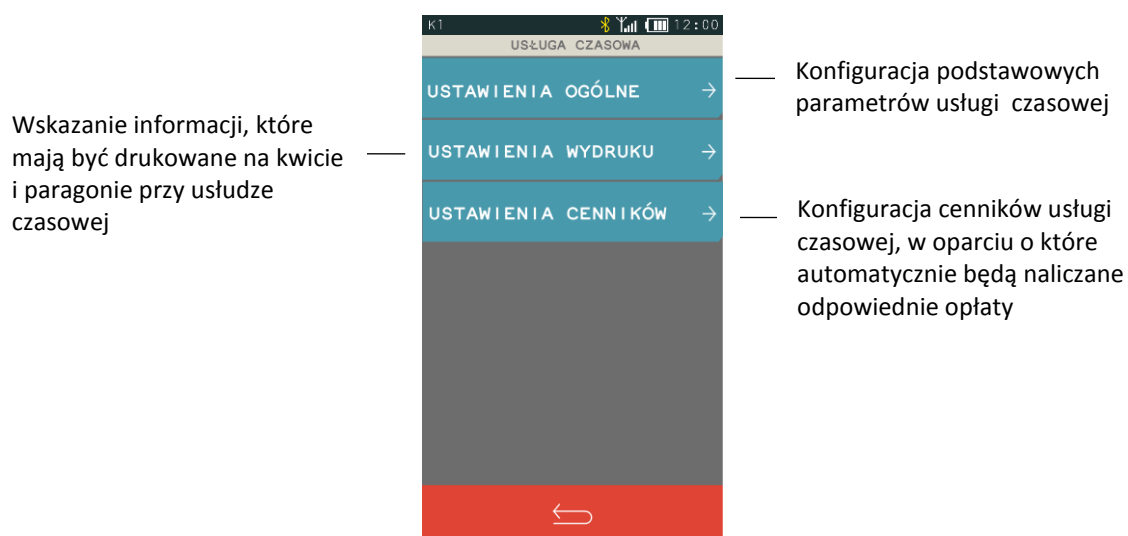 K1 12:00
USŁUGA CZASOWA
USTAWIENIA OGÓLNE
USTAWIENIA WYDRUKU
USTAWIENIA CENNIKÓW
Wskazanie informacji, które
mają być drukowane na kwicie
i paragonie przy usłudze
czasowej
Konfiguracja podstawowych
parametrów usługi czasowej
Konfiguracja cenników usługi
czasowej, w oparciu o które
automatycznie będą naliczane
odpowiednie opłaty